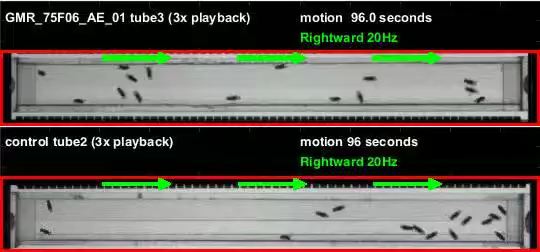 GMR_75F06_AE_01 tube3 (3x playback) motion 96.0 seconds
Rightward 20Hz
control tube2 (3x playback) motion 96 seconds
Rightward 20Hz